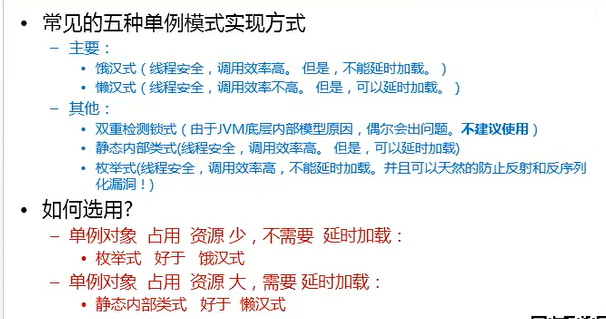 常见的五种单例模式实现方式
– 主要：
饿汉式（线程安全，调用效率高。 但是，不能延时加载。）
懒汉式（线程安全，调用效率不高。 但是，可以延时加载。）
– 其他：
双重检测锁式（由于JVM底层内部模型原因，偶尔会出问题。不建议使用）
静态内部类式(线程安全，调用效率高。 但是，可以延时加载)
枚举式(线程安全，调用效率高，不能延时加载。并且可以天然的防止反射和反序列
化漏洞！)
如何选用?
– 单例对象 占用 资源 少，不需要 延时加载：
枚举式 好于 饿汉式
– 单例对象 占用 资源 大，需要 延时加载：
静态内部类式 好于 懒汉式